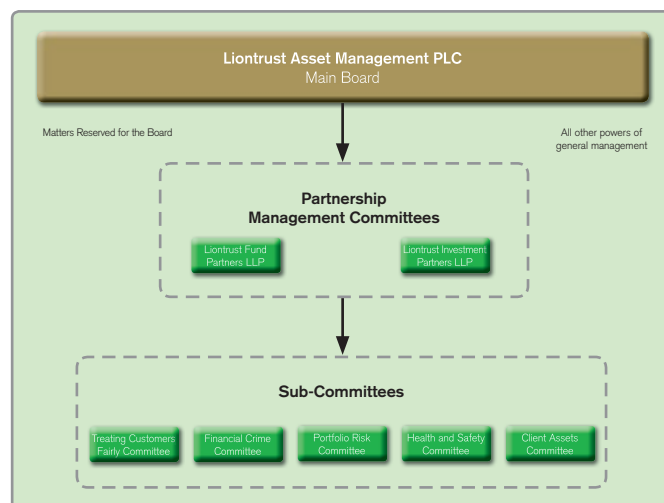 Liontrust Asset Management PLC
Main Board
Matters Reserved for the Board
All other powers of
general management
Partnership
Management Committees
Liontrust Fund
Partners LLP
Liontrust Investment
Partners LLP
Sub-Committees
Treating Customers
Fairly Committee
Financial Crime
Committee
Portfolio Risk
Committee
Health and Safety
Committee
Client Assets
Committee